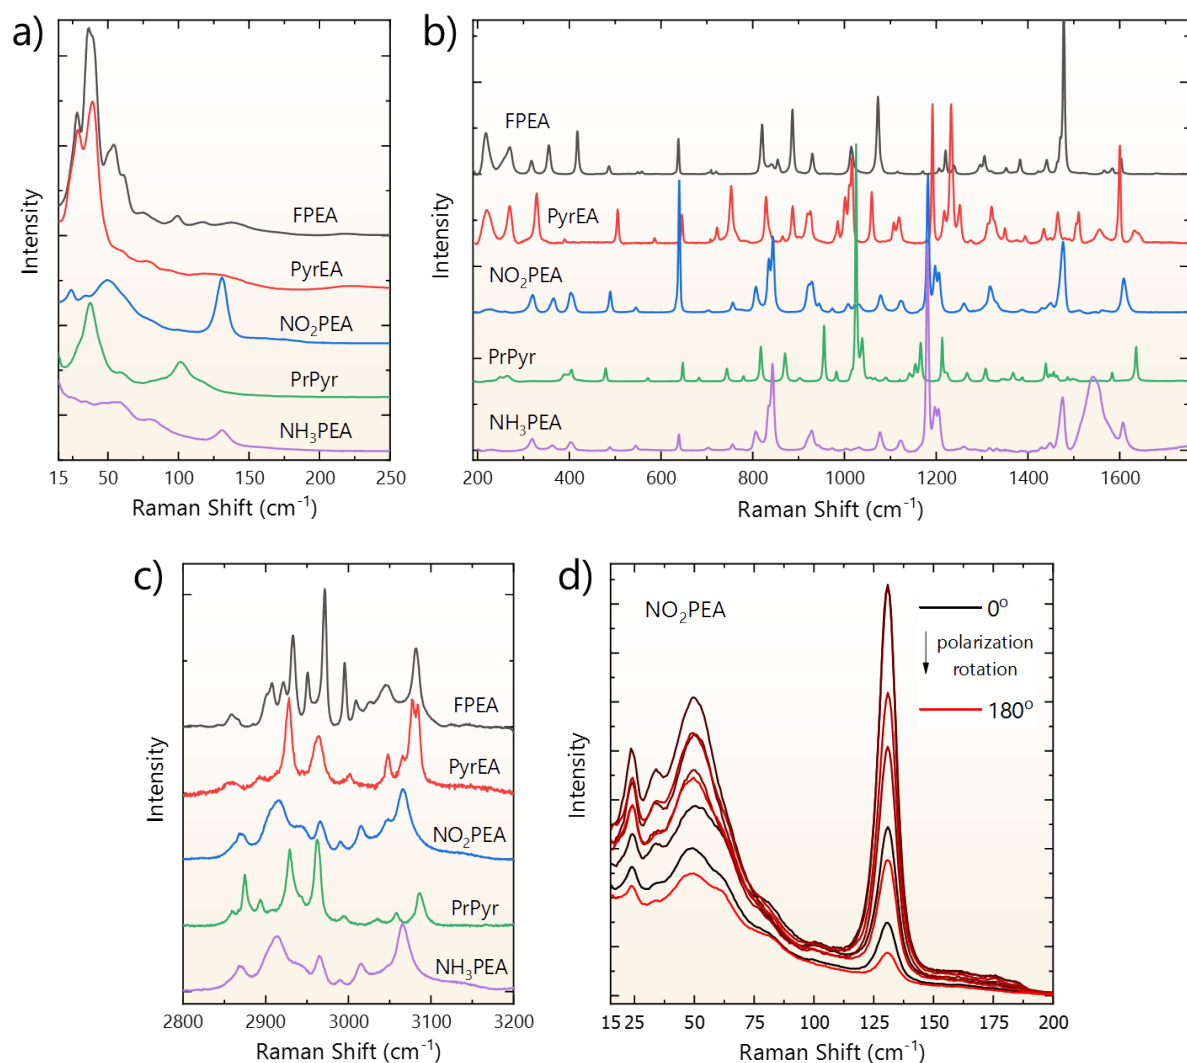 a)
Intensity
FPEA
PyrEA
NO₂PEA
PrPyr
NH₃PEA
15 50 100 150 200 250
Raman Shift (cm⁻¹)
b)
Intensity
FPEA
PyrEA
NO₂PEA
PrPyr
NH₃PEA
200 400 600 800 1000 1200 1400 1600
Raman Shift (cm⁻¹)
c)
Intensity
FPEA
PyrEA
NO₂PEA
PrPyr
NH₃PEA
2800 2900 3000 3100 3200
Raman Shift (cm⁻¹)
d)
Intensity
NO₂PEA
0°
polarization
rotation
180°
15 25 50 75 100 125 150 175 200
Raman Shift (cm⁻¹)